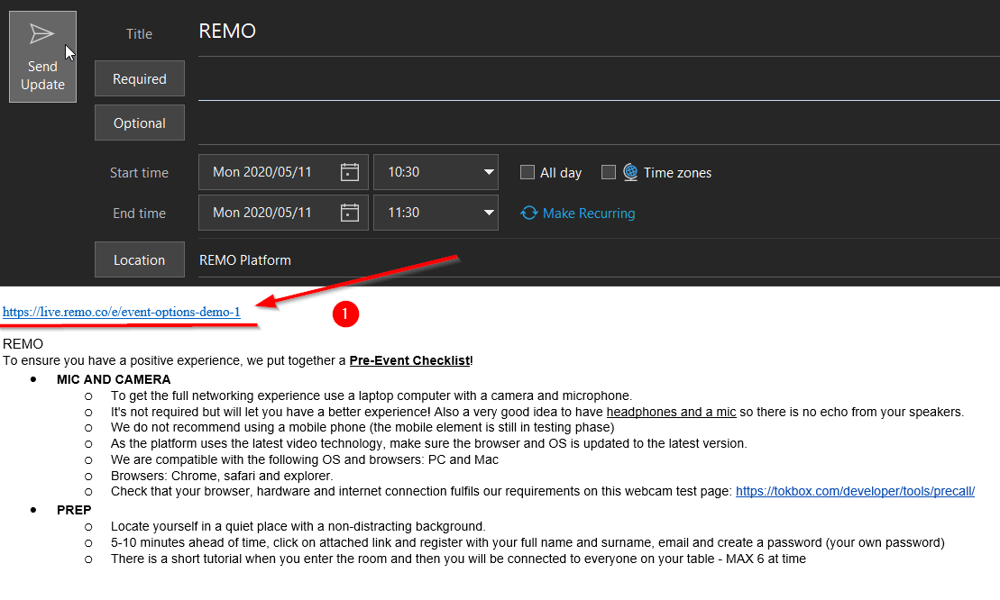 Title
REMO
Send
Update
Required
Optional
Start time
Mon 2020/05/11
10:30
All day
Time zones
End time
Mon 2020/05/11
11:30
Make Recurring
Location
REMO Platform
https://live.remo.co/e/event-options-demo-1
1
REMO
To ensure you have a positive experience, we put together a Pre-Event Checklist!
• MIC AND CAMERA
o To get the full networking experience use a laptop computer with a camera and microphone.
o It's not required but will let you have a better experience! Also a very good idea to have headphones and a mic so there is no echo from your speakers.
o We do not recommend using a mobile phone (the mobile element is still in testing phase)
o As the platform uses the latest video technology, make sure the browser and OS is updated to the latest version.
o We are compatible with the following OS and browsers: PC and Mac
o Browsers: Chrome, safari and explorer.
o Check that your browser, hardware and internet connection fulfils our requirements on this webcam test page: https://tokbox.com/developer/tools/precall/
• PREP
o Locate yourself in a quiet place with a non-distracting background.
o 5-10 minutes ahead of time, click on attached link and register with your full name and surname, email and create a password (your own password)
o There is a short tutorial when you enter the room and then you will be connected to everyone on your table - MAX 6 at time